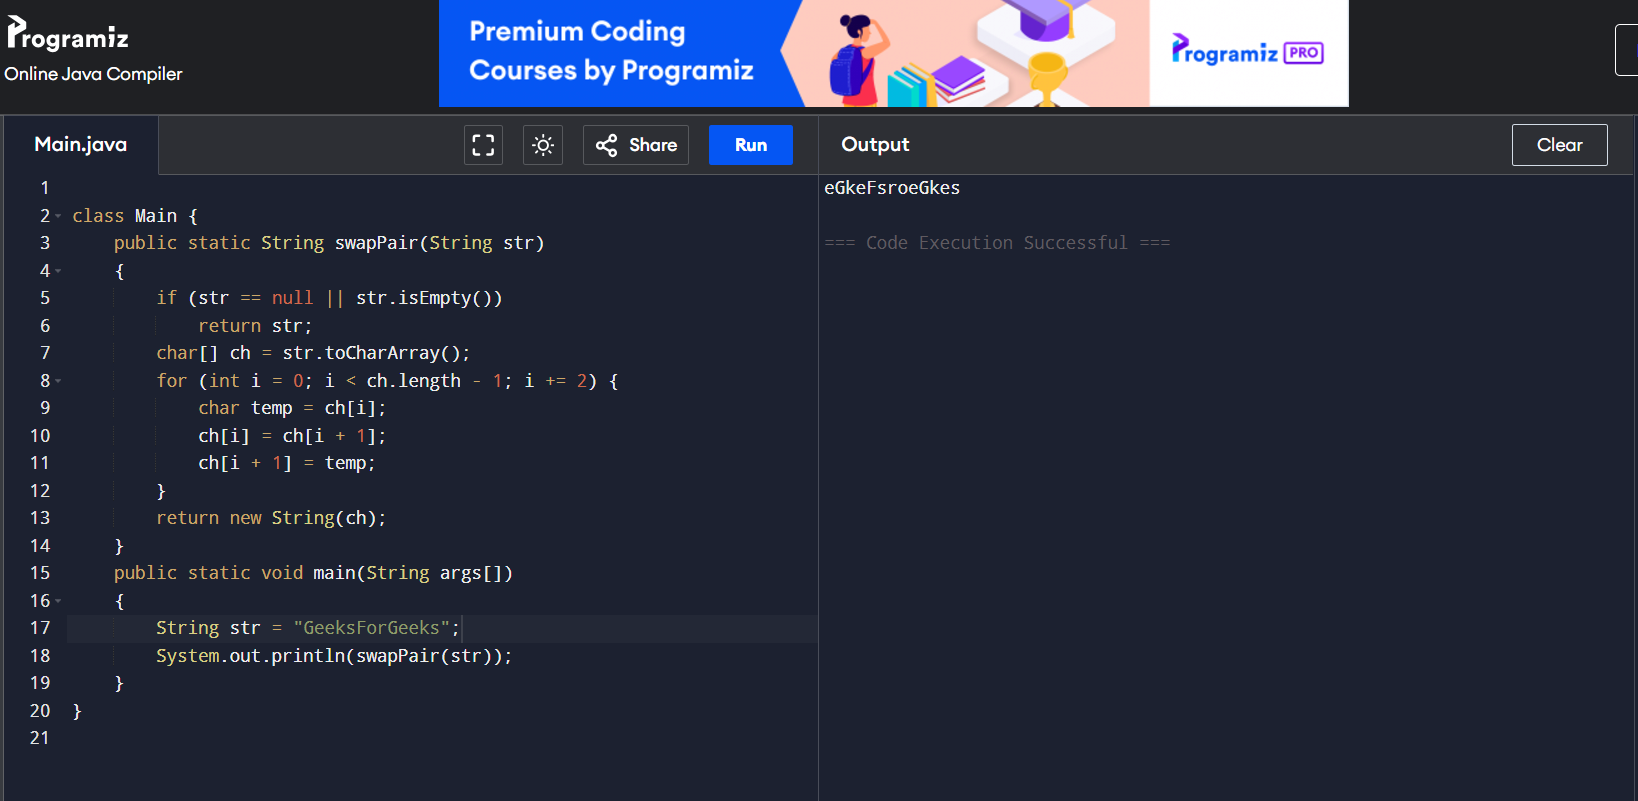 Programiz
Online Java Compiler
Premium Coding
Courses by Programiz
Programiz PRO
Main.java
Share
Run
Output
Clear
1
2 class Main {
3     public static String swapPair(String str)
4     {
5         if (str == null || str.isEmpty())
6             return str;
7         char[] ch = str.toCharArray();
8         for (int i = 0; i < ch.length - 1; i += 2) {
9             char temp = ch[i];
10             ch[i] = ch[i + 1];
11             ch[i + 1] = temp;
12         }
13         return new String(ch);
14     }
15     public static void main(String args[])
16     {
17         String str = "GeeksForGeeks";
18         System.out.println(swapPair(str));
19     }
20 }
21
eGkeFsroeGkes
=== Code Execution Successful ===